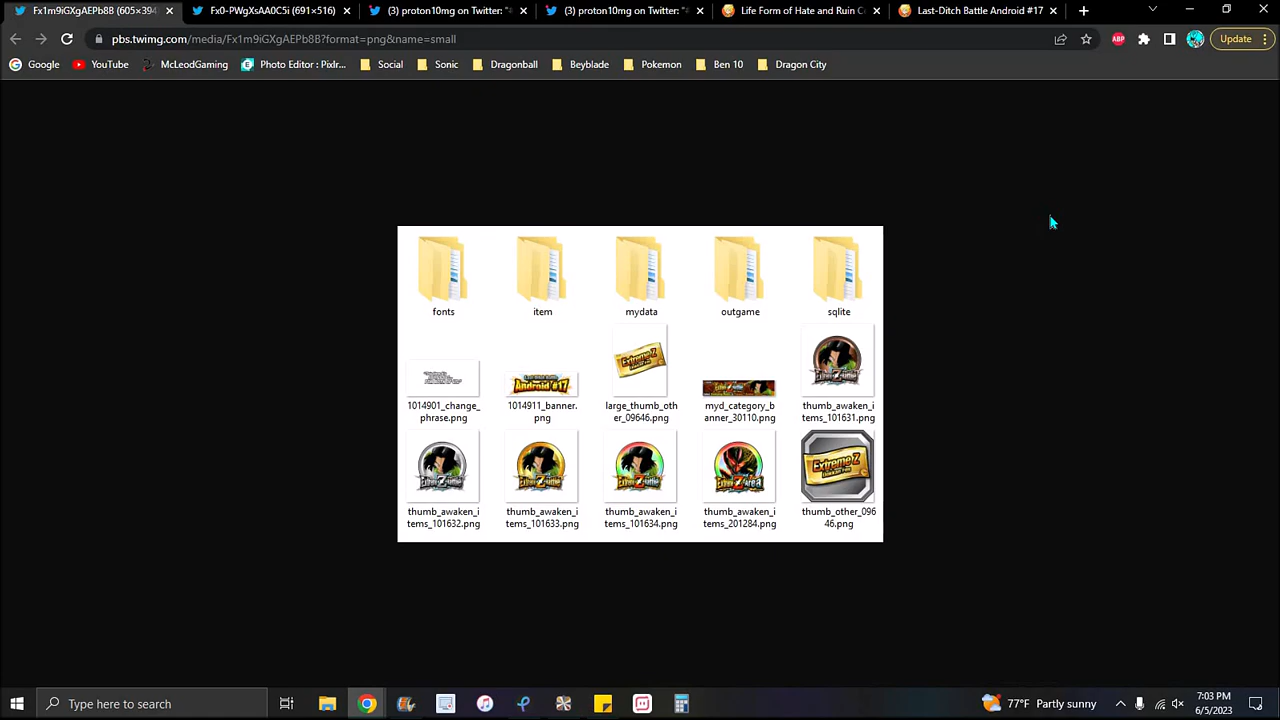 Fx1m9iGXgAEPb8B (605×394
Fx0-PWgXsAA0C5i (691×516)
(3) proton10mg on Twitter: "
(3) proton10mg on Twitter: "
Life Form of Hate and Ruin C
Last-Ditch Battle Android #17
pbs.twimg.com/media/Fx1m9iGXgAEPb8B?format=png&name=small
ABP
Update
Google
YouTube
McLeodGaming
Photo Editor : Pixlr...
Social
Sonic
Dragonball
Beyblade
Pokemon
Ben 10
Dragon City
fonts
item
mydata
outgame
sqlite
Android #17
Extreme Z
1014901_change_
phrase.png
1014911_banner.
png
large_thumb_oth
er_09646.png
myd_category_b
anner_30110.png
thumb_awaken_i
tems_101631.png
Extreme Z
thumb_awaken_i
tems_101632.png
thumb_awaken_i
tems_101633.png
thumb_awaken_i
tems_101634.png
thumb_awaken_i
tems_201284.png
thumb_other_096
46.png
Type here to search
77°F Partly sunny
7:03 PM
6/5/2023